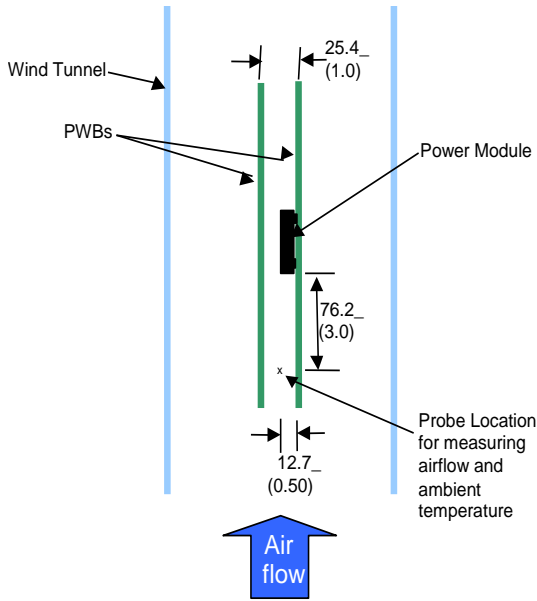 25.4_
(1.0)
Wind Tunnel
PWBs
Power Module
76.2_
(3.0)
x
Probe Location
for measuring
airflow and
ambient
temperature
12.7_
(0.50)
Air
flow